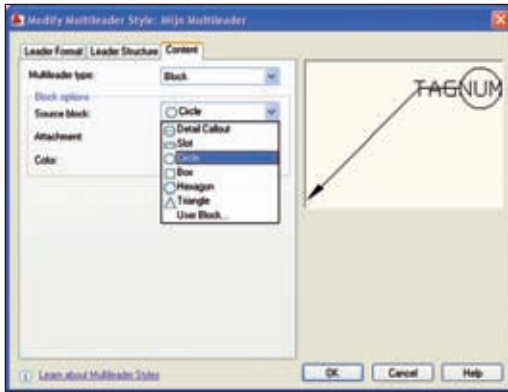 Modify Multileader Style: Mijn Multileader
Leader Format Leader Structure Content
Multileader type: Block
Block options
Source block: Circle
Attachment
Color:
Detail Callout
Slot
Circle
Box
Hexagon
Triangle
User Block...
TAGNUM
Learn about Multileader Styles
OK Cancel Help